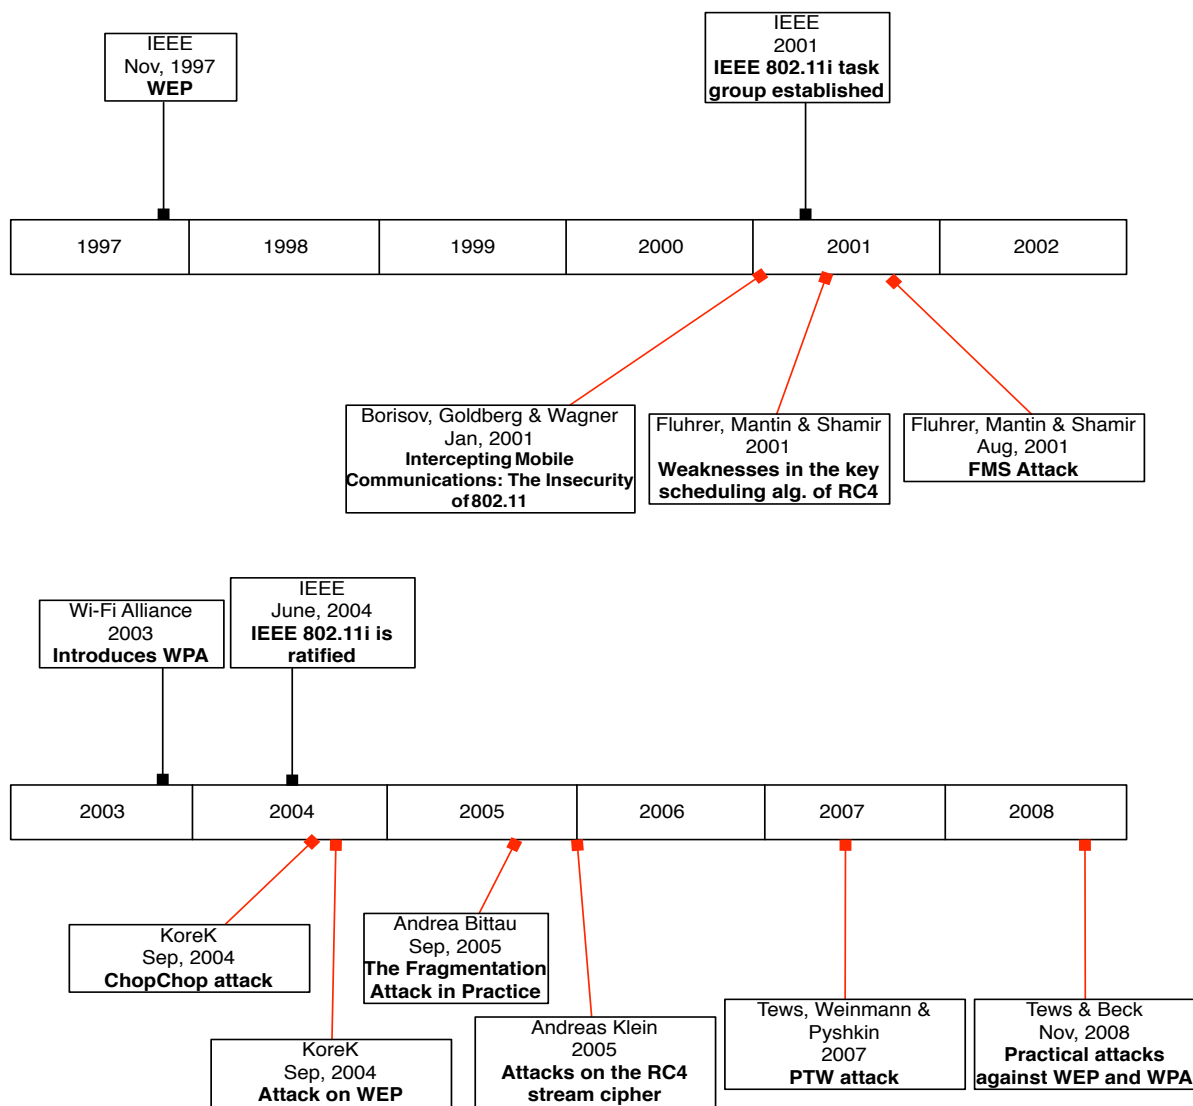 IEEE
Nov, 1997
WEP
IEEE
2001
IEEE 802.11i task
group established
1997
1998
1999
2000
2001
2002
Borisov, Goldberg & Wagner
Jan, 2001
Intercepting Mobile
Communications: The Insecurity
of 802.11
Fluhrer, Mantin & Shamir
2001
Weaknesses in the key
scheduling alg. of RC4
Fluhrer, Mantin & Shamir
Aug, 2001
FMS Attack
Wi-Fi Alliance
2003
Introduces WPA
IEEE
June, 2004
IEEE 802.11i is
ratified
2003
2004
2005
2006
2007
2008
KoreK
Sep, 2004
ChopChop attack
KoreK
Sep, 2004
Attack on WEP
Andrea Bittau
Sep, 2005
The Fragmentation
Attack in Practice
Andreas Klein
2005
Attacks on the RC4
stream cipher
Tews, Weinmann &
Pyshkin
2007
PTW attack
Tews & Beck
Nov, 2008
Practical attacks
against WEP and WPA